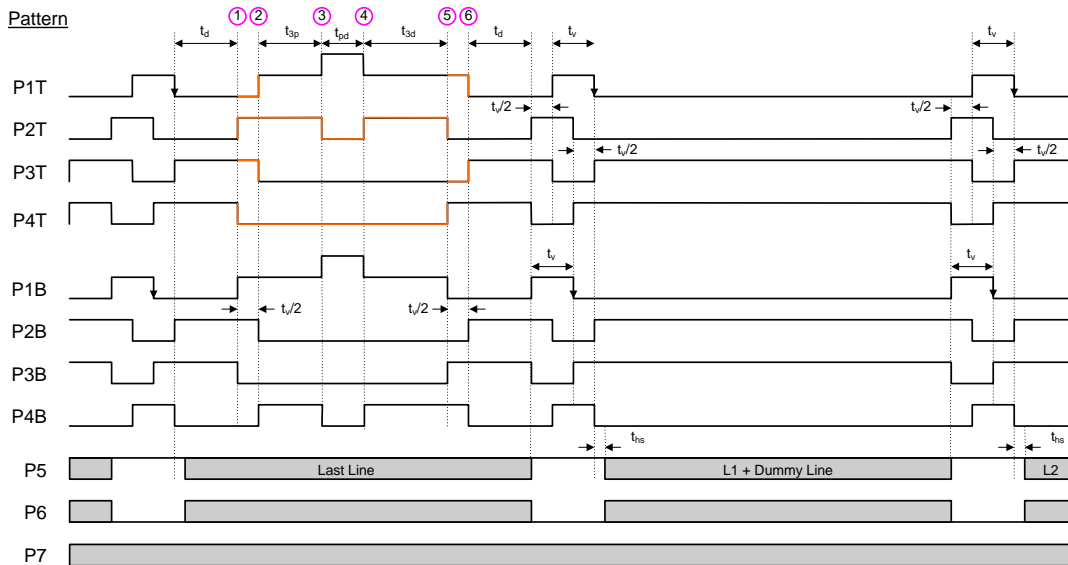 Pattern
1 2 3 4 5 6
td t3p tpd t3d td tv tv
P1T
tv/2 tv/2
P2T
tv/2 tv/2
P3T
P4T
tv tv
P1B
tv/2 tv/2
P2B
P3B
P4B
ths ths
P5 Last Line L1 + Dummy Line L2
P6
P7